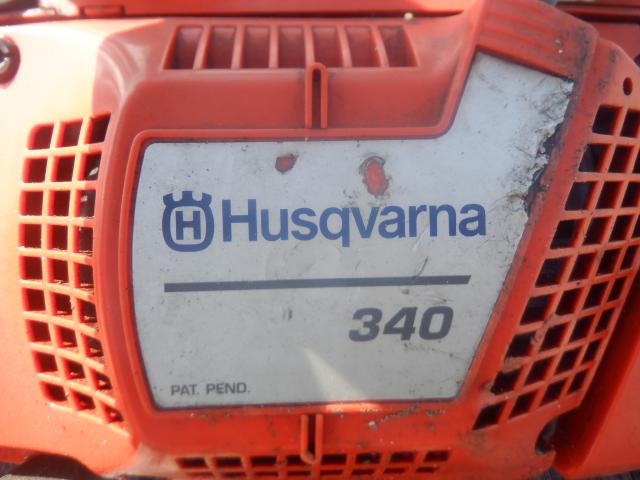 H Husqvarna
340
PAT. PEND.